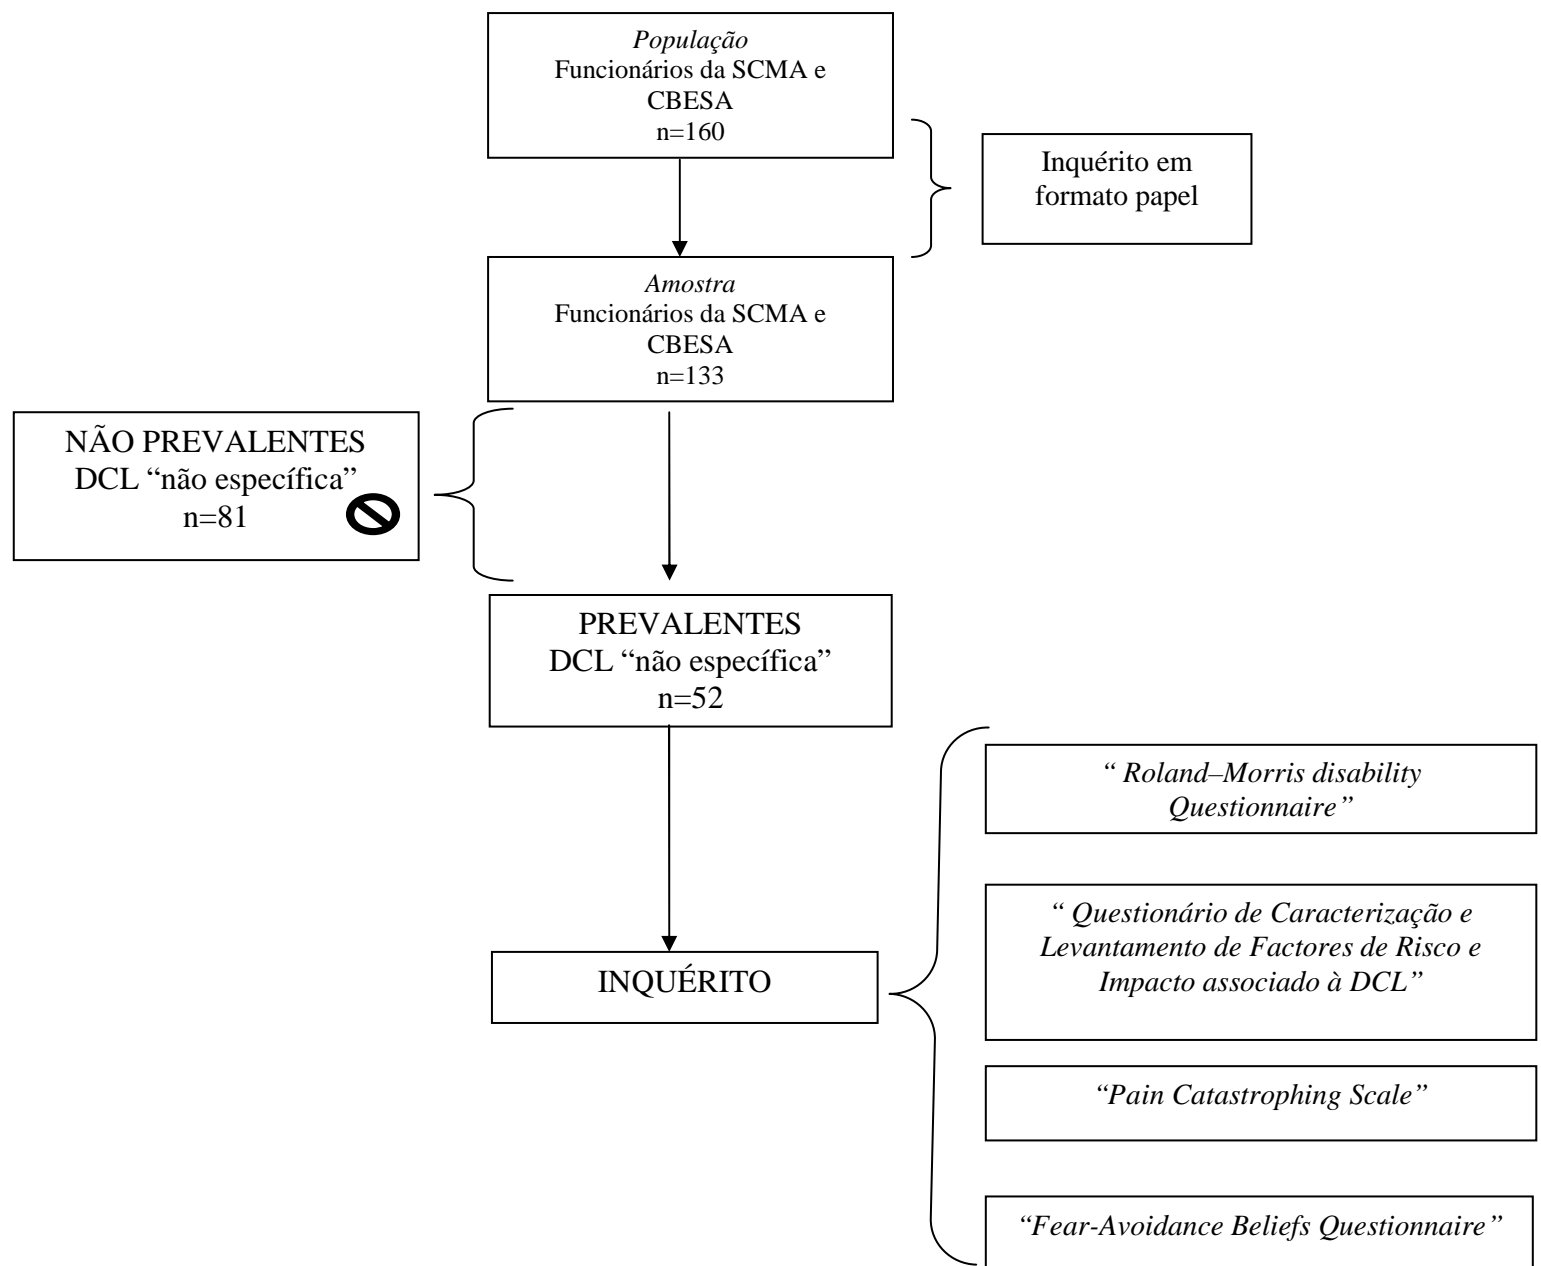 População
Funcionários da SCMA e
CBESA
n=160
Inquérito em
formato papel
Amostra
Funcionários da SCMA e
CBESA
n=133
NÃO PREVALENTES
DCL “não específica”
n=81
PREVALENTES
DCL “não específica”
n=52
INQUÉRITO
“ Roland–Morris disability
Questionnaire”
“ Questionário de Caracterização e
Levantamento de Factores de Risco e
Impacto associado à DCL”
“Pain Catastrophing Scale”
“Fear-Avoidance Beliefs Questionnaire”